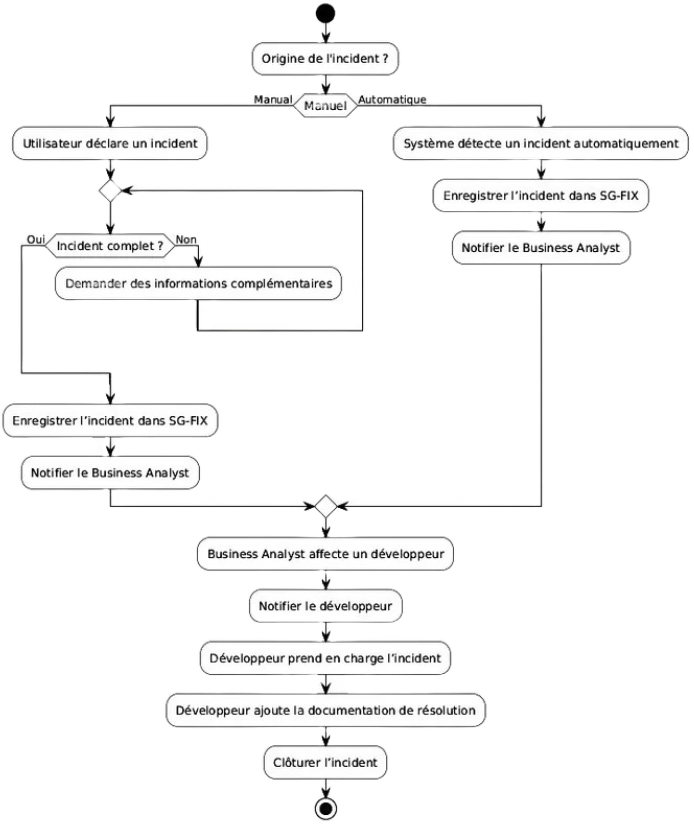 Origine de l'incident ?
Manual
Manuel
Automatique
Utilisateur déclare un incident
Système détecte un incident automatiquement
Enregistrer l’incident dans SG-FIX
Notifier le Business Analyst
Oui
Incident complet ?
Non
Demander des informations complémentaires
Enregistrer l’incident dans SG-FIX
Notifier le Business Analyst
Business Analyst affecte un développeur
Notifier le développeur
Développeur prend en charge l’incident
Développeur ajoute la documentation de résolution
Clôturer l’incident